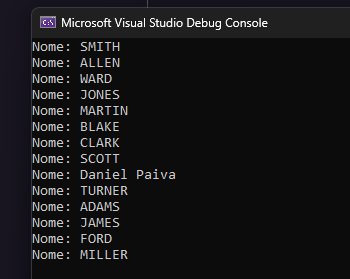 Microsoft Visual Studio Debug Console
Nome: SMITH
Nome: ALLEN
Nome: WARD
Nome: JONES
Nome: MARTIN
Nome: BLAKE
Nome: CLARK
Nome: SCOTT
Nome: Daniel Paiva
Nome: TURNER
Nome: ADAMS
Nome: JAMES
Nome: FORD
Nome: MILLER